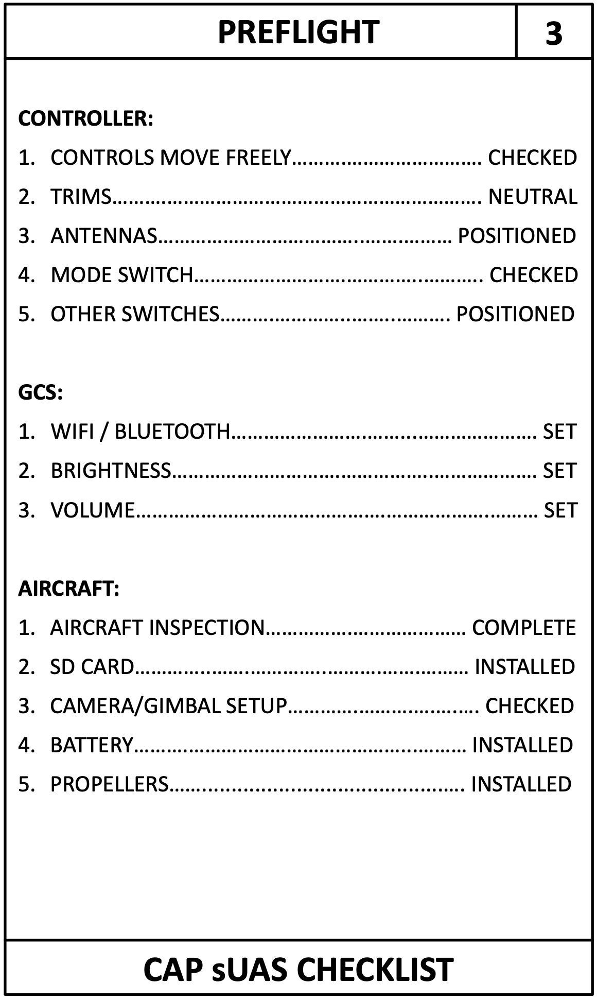 PREFLIGHT 3
CONTROLLER:
1. CONTROLS MOVE FREELY.................................... CHECKED
2. TRIMS.................................................................... NEUTRAL
3. ANTENNAS...................................................... POSITIONED
4. MODE SWITCH..................................................... CHECKED
5. OTHER SWITCHES.......................................... POSITIONED
GCS:
1. WIFI / BLUETOOTH........................................................ SET
2. BRIGHTNESS................................................................... SET
3. VOLUME.......................................................................... SET
AIRCRAFT:
1. AIRCRAFT INSPECTION..................................... COMPLETE
2. SD CARD............................................................. INSTALLED
3. CAMERA/GIMBAL SETUP................................... CHECKED
4. BATTERY............................................................. INSTALLED
5. PROPELLERS...................................................... INSTALLED
CAP sUAS CHECKLIST